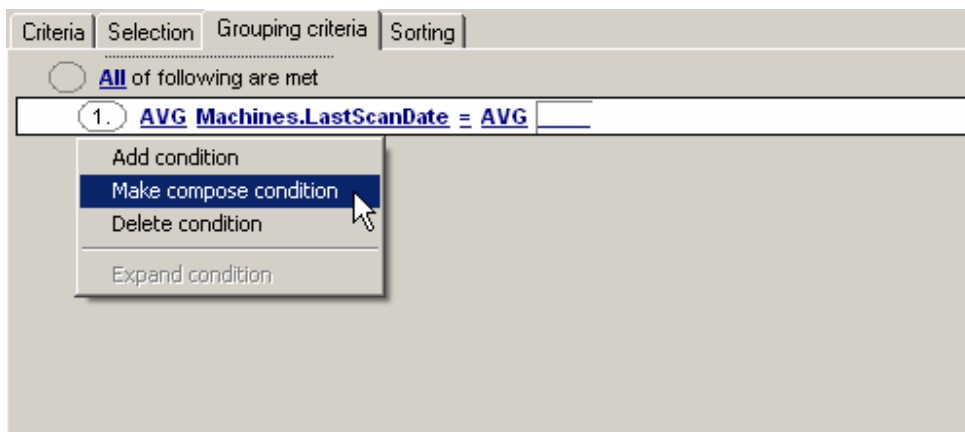 Criteria Selection Grouping criteria Sorting
All of following are met
1. AVG Machines.LastScanDate = AVG
Add condition
Make compose condition
Delete condition
Expand condition